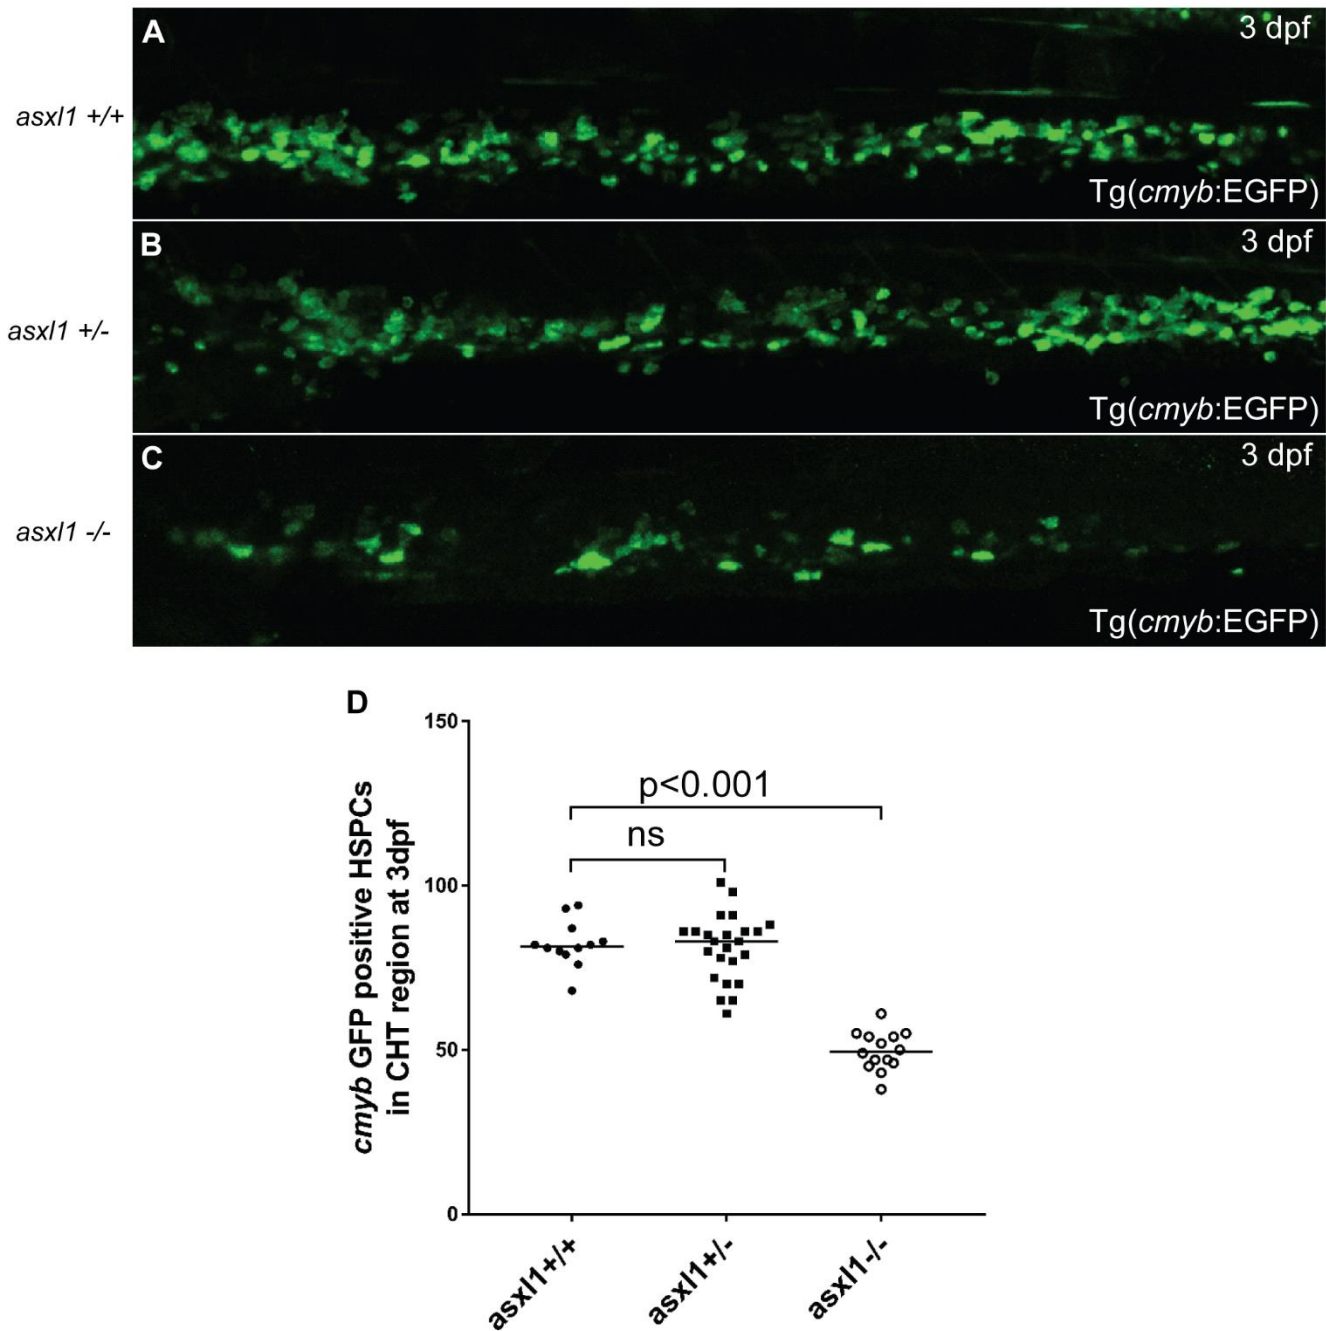 A
3 dpf
asxl1 +/+
Tg(cmyb:EGFP)
B
3 dpf
asxl1 +/-
Tg(cmyb:EGFP)
C
3 dpf
asxl1 -/-
Tg(cmyb:EGFP)
D
cmyb GFP positive HSPCs
in CHT region at 3dpf
150
100
50
0
p<0.001
ns
asxl1+/+
asxl1+/-
asxl1-/-